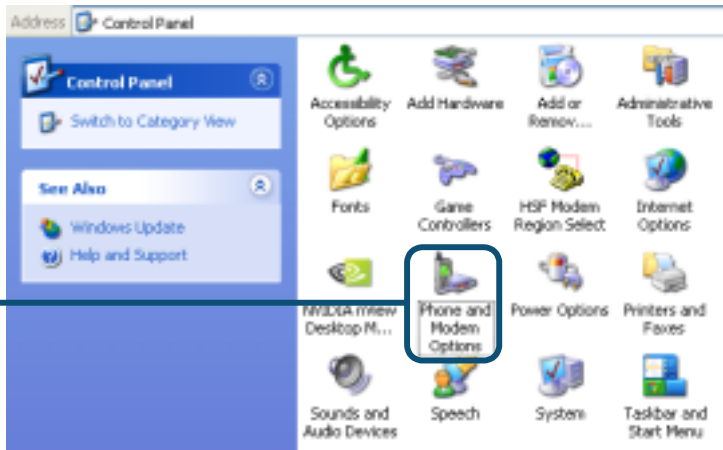 Address Control Panel
Control Panel
Switch to Category View
See Also
Windows Update
Help and Support
Accessibility
Options
Add Hardware
Add or
Remov....
Administrative
Tools
Fonts
Game
Controllers
HSF Modem
Region Select
Internet
Options
NVIDIA nView
Desktop M...
Phone and
Modem
Options
Power Options
Printers and
Faxes
Sounds and
Audio Devices
Speech
System
Taskbar and
Start Menu